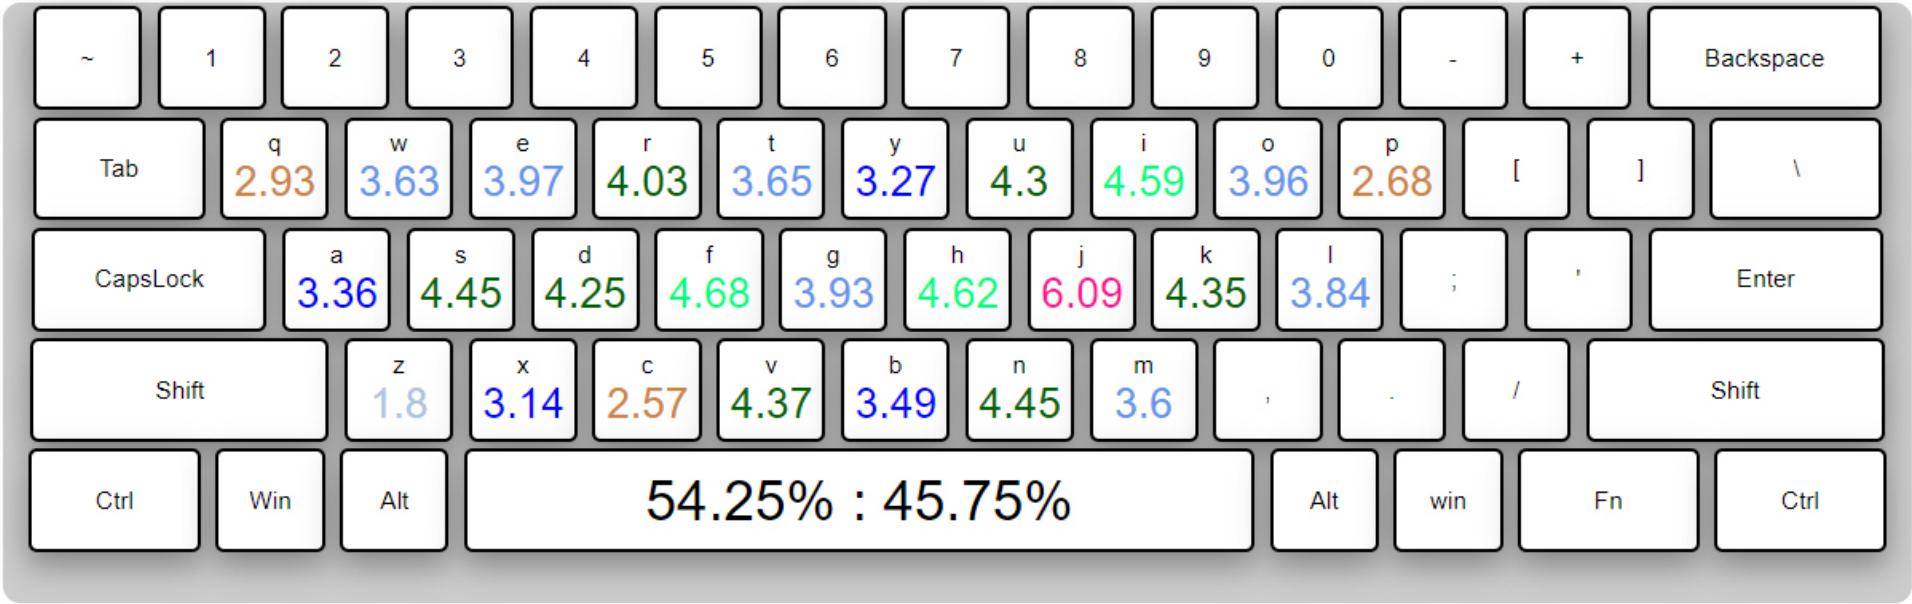 ~ 1 2 3 4 5 6 7 8 9 0 - + Backspace
Tab q w e r t y u i o p [ ] \
2.93 3.63 3.97 4.03 3.65 3.27 4.3 4.59 3.96 2.68
CapsLock a s d f g h j k l ; ' Enter
3.36 4.45 4.25 4.68 3.93 4.62 6.09 4.35 3.84
Shift z x c v b n m , . / Shift
1.8 3.14 2.57 4.37 3.49 4.45 3.6
Ctrl Win Alt 54.25% : 45.75% Alt win Fn Ctrl